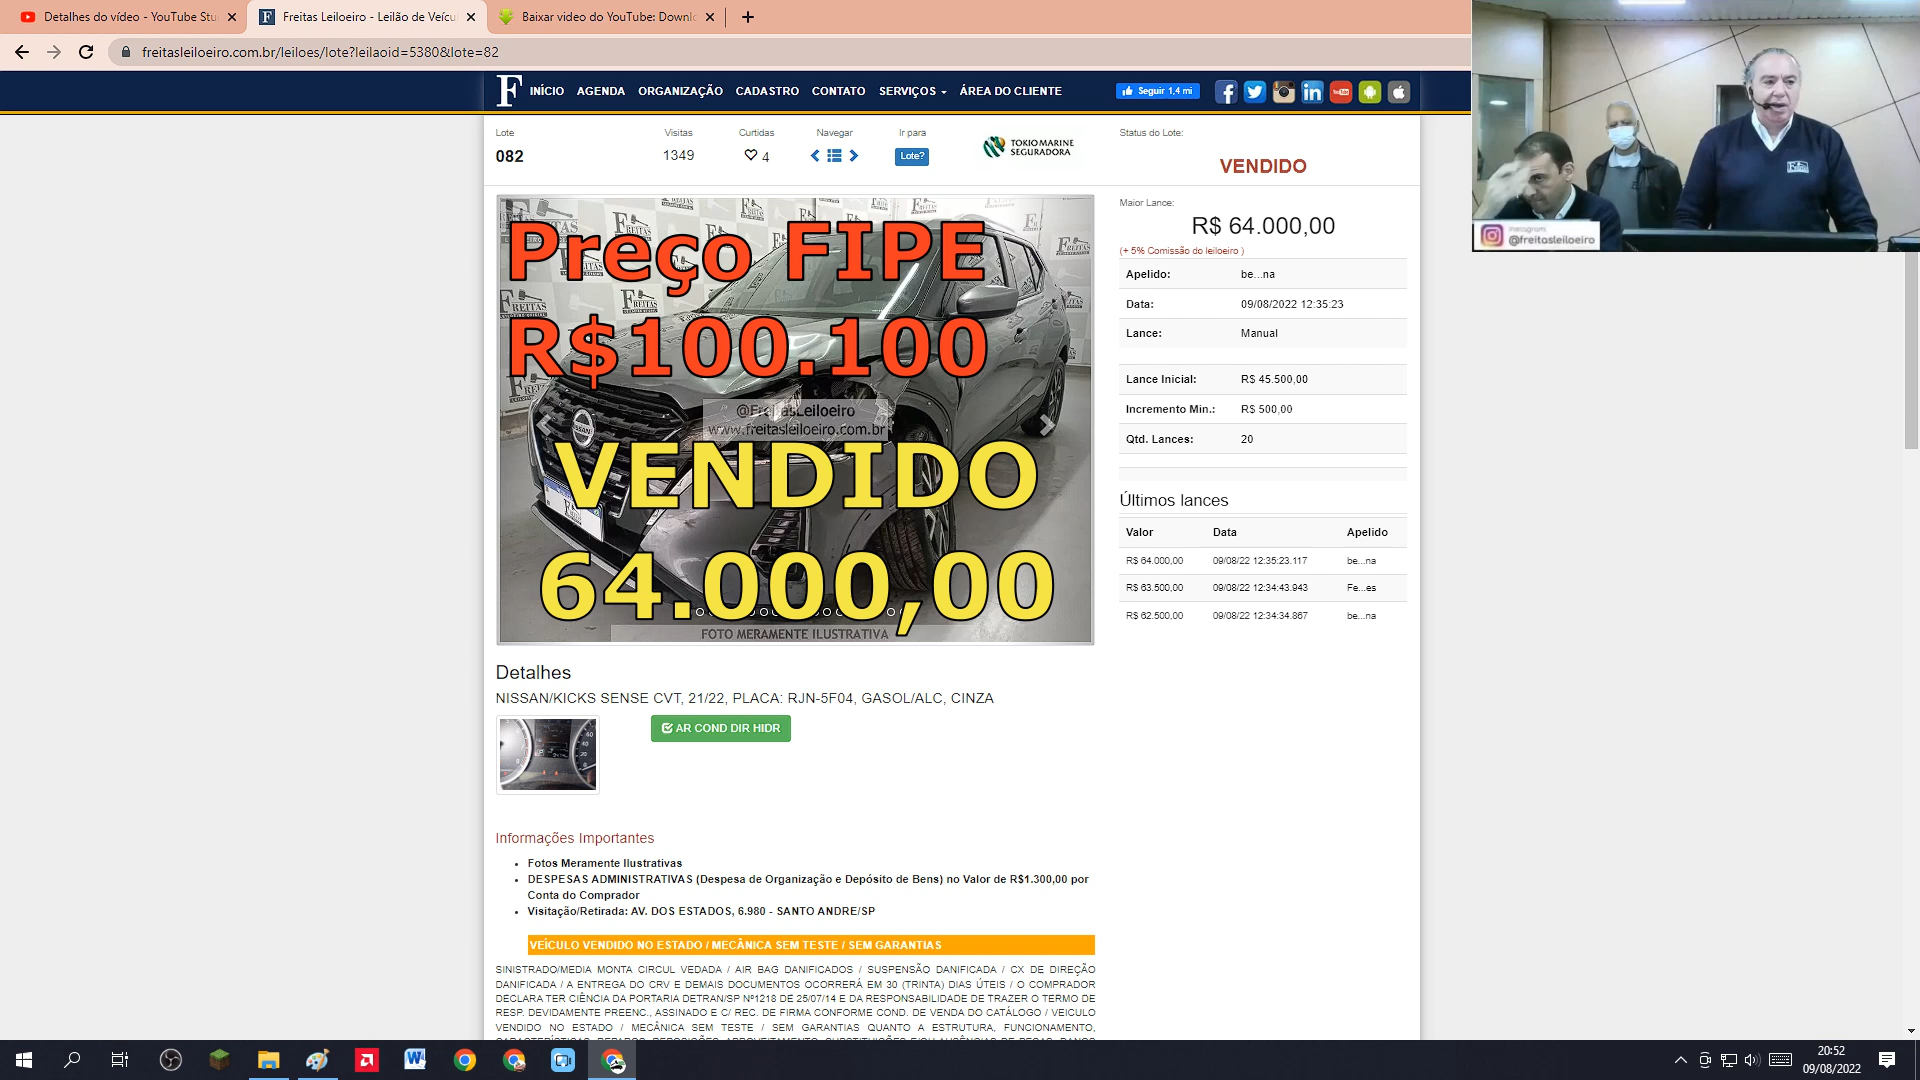 Detalhes do vídeo - YouTube Stu
Freitas Leiloeiro - Leilão de Veícu
Baixar video do YouTube: Downlo
freitasleiloeiro.com.br/leiloes/lote?leilaoid=5380&lote=82
F INÍCIO AGENDA ORGANIZAÇÃO CADASTRO CONTATO SERVIÇOS ÁREA DO CLIENTE
Seguir 1,4 mi
Lote
082
Visitas
1349
Curtidas
4
Navegar
Ir para
Lote?
TOKIO MARINE
SEGURADORA
Status do Lote:
VENDIDO
Instagram:
@freitasleiloeiro
Preço FIPE
R$100.100
@FreitasLeiloeiro
www.freitasleiloeiro.com.br
VENDIDO
64.000,00
FOTO MERAMENTE ILUSTRATIVA
Maior Lance:
R$ 64.000,00
(+ 5% Comissão do leiloeiro )
Apelido: be...na
Data: 09/08/2022 12:35:23
Lance: Manual
Lance Inicial: R$ 45.500,00
Incremento Min.: R$ 500,00
Qtd. Lances: 20
Últimos lances
Valor Data Apelido
R$ 64.000,00 09/08/22 12:35:23.117 be...na
R$ 63.500,00 09/08/22 12:34:43.943 Fe...es
R$ 62.500,00 09/08/22 12:34:34.867 be...na
Detalhes
NISSAN/KICKS SENSE CVT, 21/22, PLACA: RJN-5F04, GASOL/ALC, CINZA
AR COND DIR HIDR
Informações Importantes
Fotos Meramente Ilustrativas
DESPESAS ADMINISTRATIVAS (Despesa de Organização e Depósito de Bens) no Valor de R$1.300,00 por
Conta do Comprador
Visitação/Retirada: AV. DOS ESTADOS, 6.980 - SANTO ANDRE/SP
VEÍCULO VENDIDO NO ESTADO / MECÂNICA SEM TESTE / SEM GARANTIAS
SINISTRADO/MEDIA MONTA CIRCUL VEDADA / AIR BAG DANIFICADOS / SUSPENSÃO DANIFICADA / CX DE DIREÇÃO
DANIFICADA / A ENTREGA DO CRV E DEMAIS DOCUMENTOS OCORRERÁ EM 30 (TRINTA) DIAS ÚTEIS / O COMPRADOR
DECLARA TER CIÊNCIA DA PORTARIA DETRAN/SP Nº1218 DE 25/07/14 E DA RESPONSABILIDADE DE TRAZER O TERMO DE
RESP. DEVIDAMENTE PREENC., ASSINADO E C/ REC. DE FIRMA CONFORME COND. DE VENDA DO CATÁLOGO / VEICULO
VENDIDO NO ESTADO / MECÂNICA SEM TESTE / SEM GARANTIAS QUANTO A ESTRUTURA, FUNCIONAMENTO,
20:52
09/08/2022